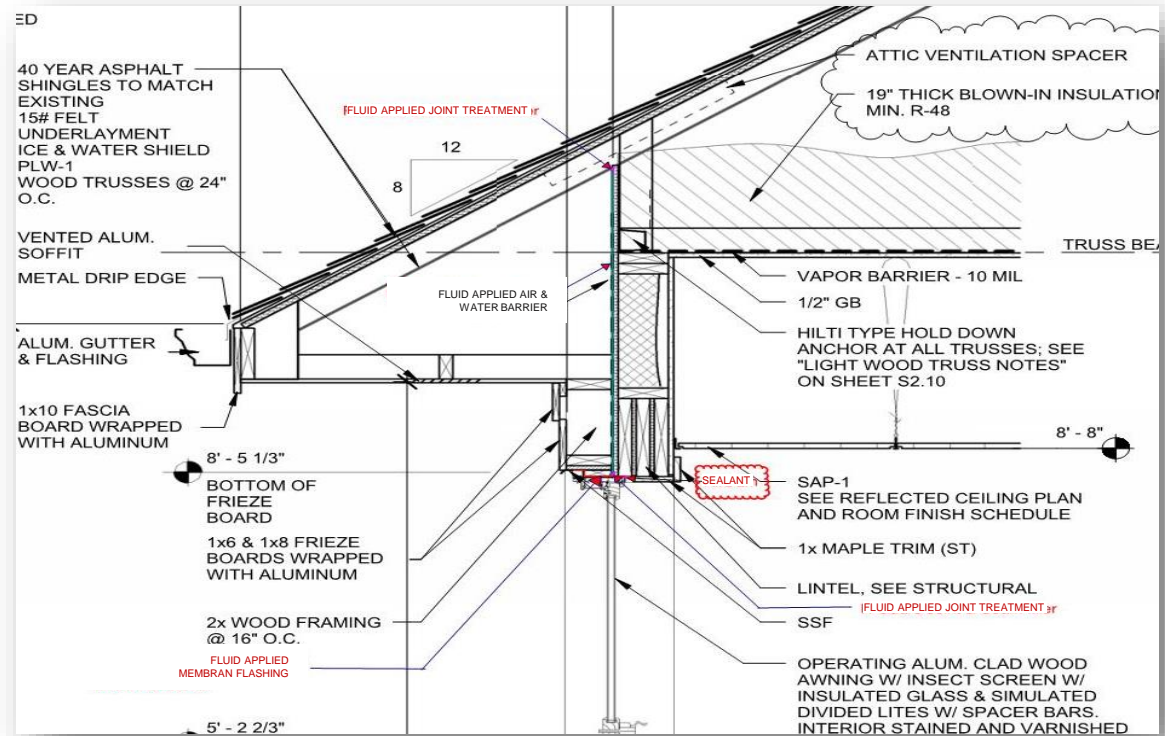 ED
40 YEAR ASPHALT
SHINGLES TO MATCH
EXISTING
15# FELT
UNDERLAYMENT
ICE & WATER SHIELD
PLW-1
WOOD TRUSSES @ 24"
O.C.
VENTED ALUM.
SOFFIT
METAL DRIP EDGE
ALUM. GUTTER
& FLASHING
1x10 FASCIA
BOARD WRAPPED
WITH ALUMINUM
8' - 5 1/3"
BOTTOM OF
FRIEZE
BOARD
1x6 & 1x8 FRIEZE
BOARDS WRAPPED
WITH ALUMINUM
2x WOOD FRAMING
@ 16" O.C.
FLUID APPLIED
MEMBRAN FLASHING
5' - 2 2/3"
FLUID APPLIED JOINT TREATMENT
12
8
FLUID APPLIED AIR &
WATER BARRIER
ATTIC VENTILATION SPACER
19" THICK BLOWN-IN INSULATION
MIN. R-48
TRUSS BEA
VAPOR BARRIER - 10 MIL
1/2" GB
HILTI TYPE HOLD DOWN
ANCHOR AT ALL TRUSSES; SEE
"LIGHT WOOD TRUSS NOTES"
ON SHEET S2.10
8' - 8"
SEALANT
SAP-1
SEE REFLECTED CEILING PLAN
AND ROOM FINISH SCHEDULE
1x MAPLE TRIM (ST)
LINTEL, SEE STRUCTURAL
FLUID APPLIED JOINT TREATMENT
SSF
OPERATING ALUM. CLAD WOOD
AWNING W/ INSECT SCREEN W/
INSULATED GLASS & SIMULATED
DIVIDED LITES W/ SPACER BARS.
INTERIOR STAINED AND VARNISHED